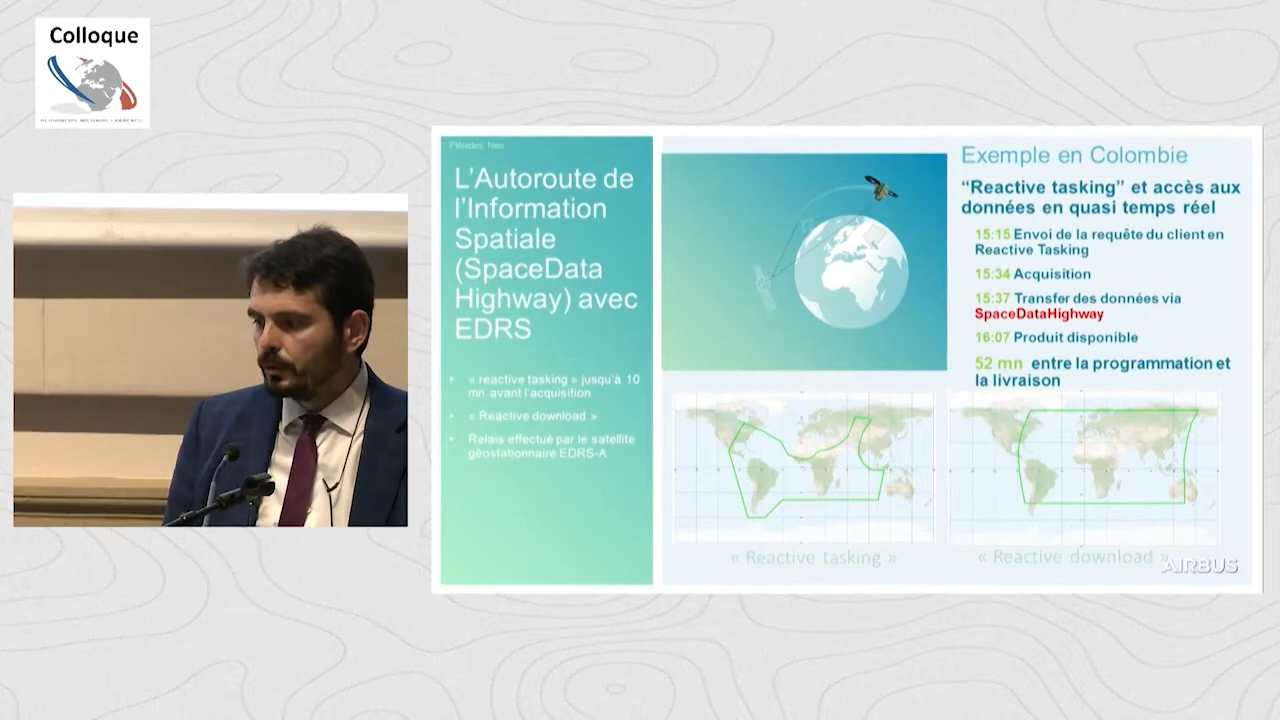 Colloque
Pléiades Neo
L'Autoroute de
l'Information
Spatiale
(SpaceData
Highway) avec
EDRS
• « reactive tasking » jusqu'à 10
mn avant l'acquisition
• « Reactive download »
• Relais effectué par le satellite
géostationnaire EDRS-A
Exemple en Colombie
“Reactive tasking” et accès aux
données en quasi temps réel
15:15 Envoi de la requête du client en
Reactive Tasking
15:34 Acquisition
15:37 Transfer des données via
SpaceDataHighway
16:07 Produit disponible
52 mn entre la programmation et
la livraison
« Reactive tasking »
« Reactive download »
AIRBUS